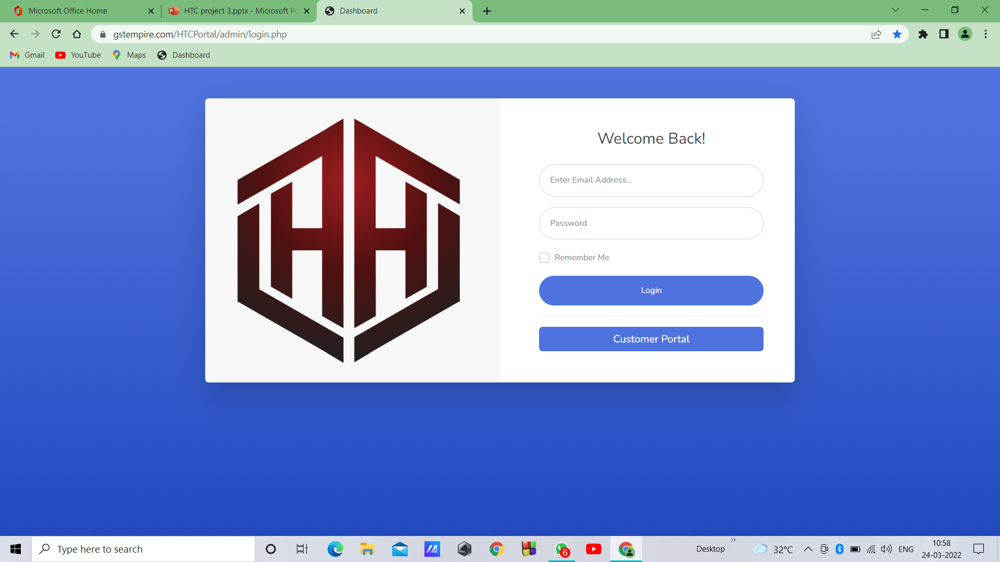 Microsoft Office Home
HTC project 3.pptx - Microsoft Po
Dashboard
gstempire.com/HTCPortal/admin/login.php
Gmail
YouTube
Maps
Dashboard
Welcome Back!
Enter Email Address...
Password
Remember Me
Login
Customer Portal
Type here to search
6
Desktop
32°C
ENG
10:58
24-03-2022